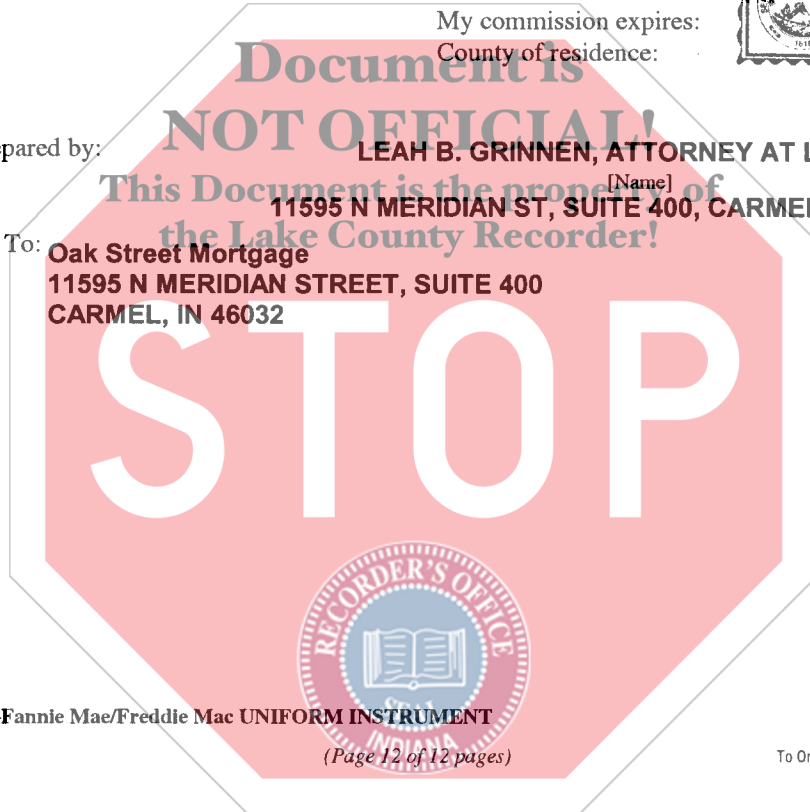 My commission expires:
County of residence:
Document is
NOT OFFICIAL!
pared by:
LEAH B. GRINNEN, ATTORNEY AT L
[Name]
This Document is the property of
11595 N MERIDIAN ST, SUITE 400, CARMEL
the Lake County Recorder!
To:
Oak Street Mortgage
11595 N MERIDIAN STREET, SUITE 400
CARMEL, IN 46032
STOP
RECORDER'S OFFICE
SEAL
INDIANA
Fannie Mae/Freddie Mac UNIFORM INSTRUMENT
(Page 12 of 12 pages)
To Or